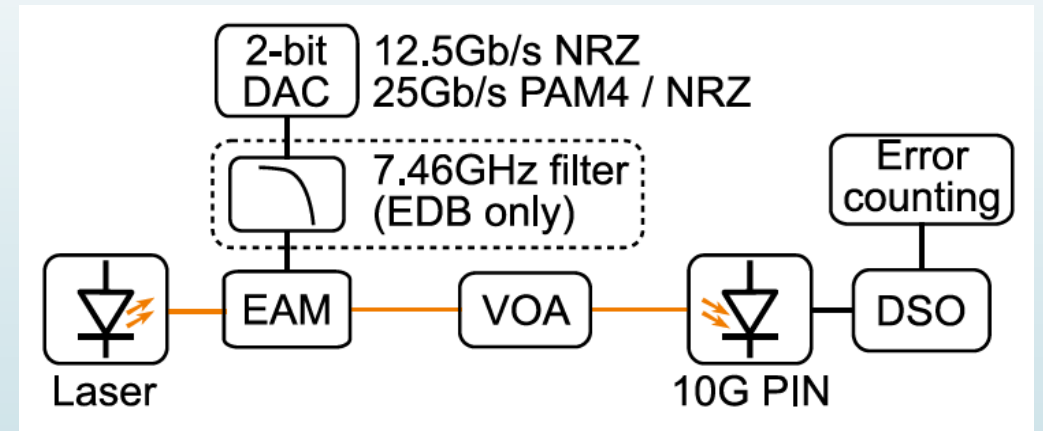 2-bit
DAC
12.5Gb/s NRZ
25Gb/s PAM4 / NRZ
7.46GHz filter
(EDB only)
Error
counting
EAM
VOA
DSO
Laser
10G PIN